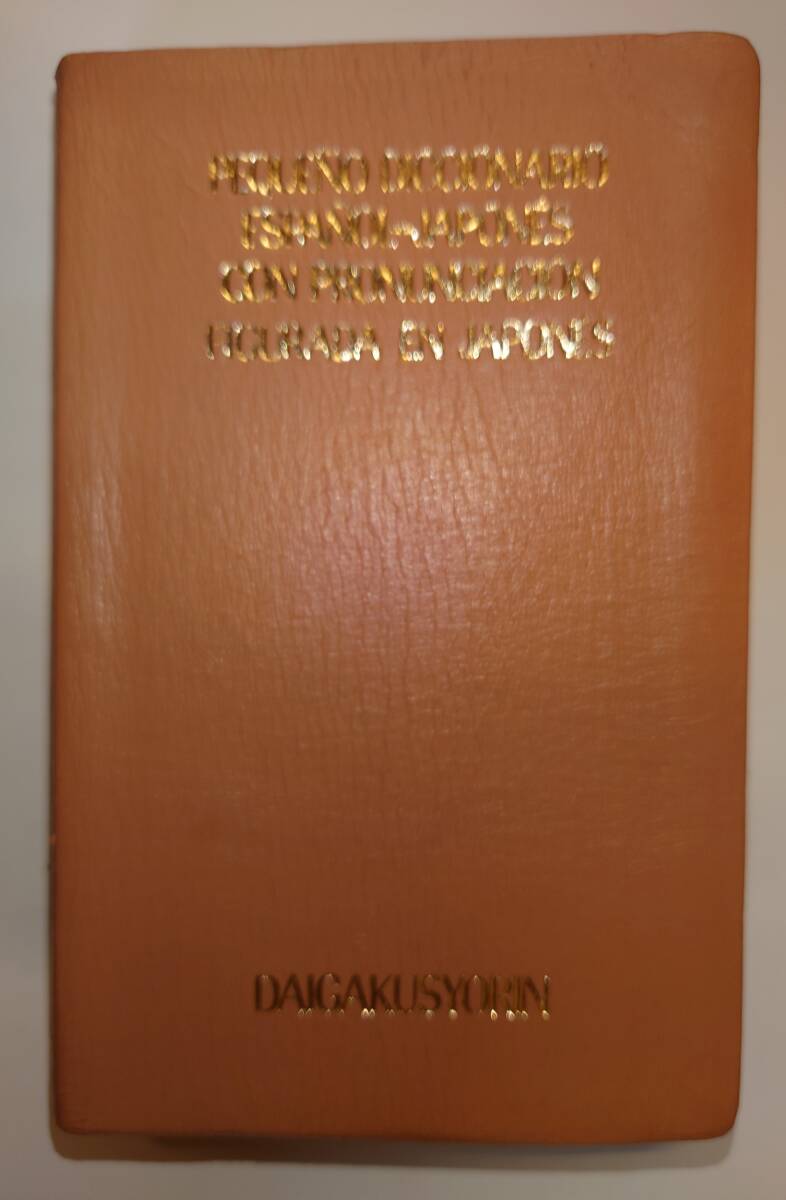 PEQUEÑO DICCIONARIO
ESPAÑOL-JAPONÉS
CON PRONUNCIACIÓN
FIGURADA EN JAPONÉS
DAIGAKUSYORIN